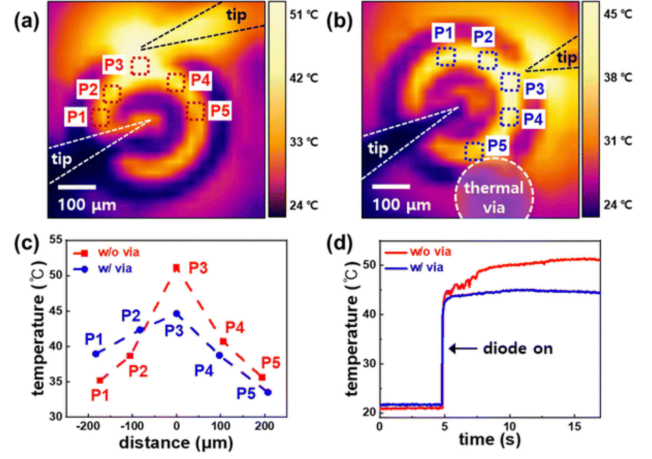 (a)
51 ℃
tip
P3
P4
42 ℃
P2
P1
P5
33 ℃
tip
100 μm
24 ℃
(b)
45 ℃
P1
P2
tip
38 ℃
P3
P4
tip
31 ℃
P5
100 μm
thermal
via
24 ℃
(c)
temperature (℃)
55
50
45
40
35
30
w/o via
w/ via
P3
P1
P2
P3
P4
P2
P4
P5
P1
P5
-200
-100
0
100
200
distance (μm)
(d)
temperature (℃)
50
40
30
20
w/o via
w/ via
diode on
0
5
10
15
time (s)